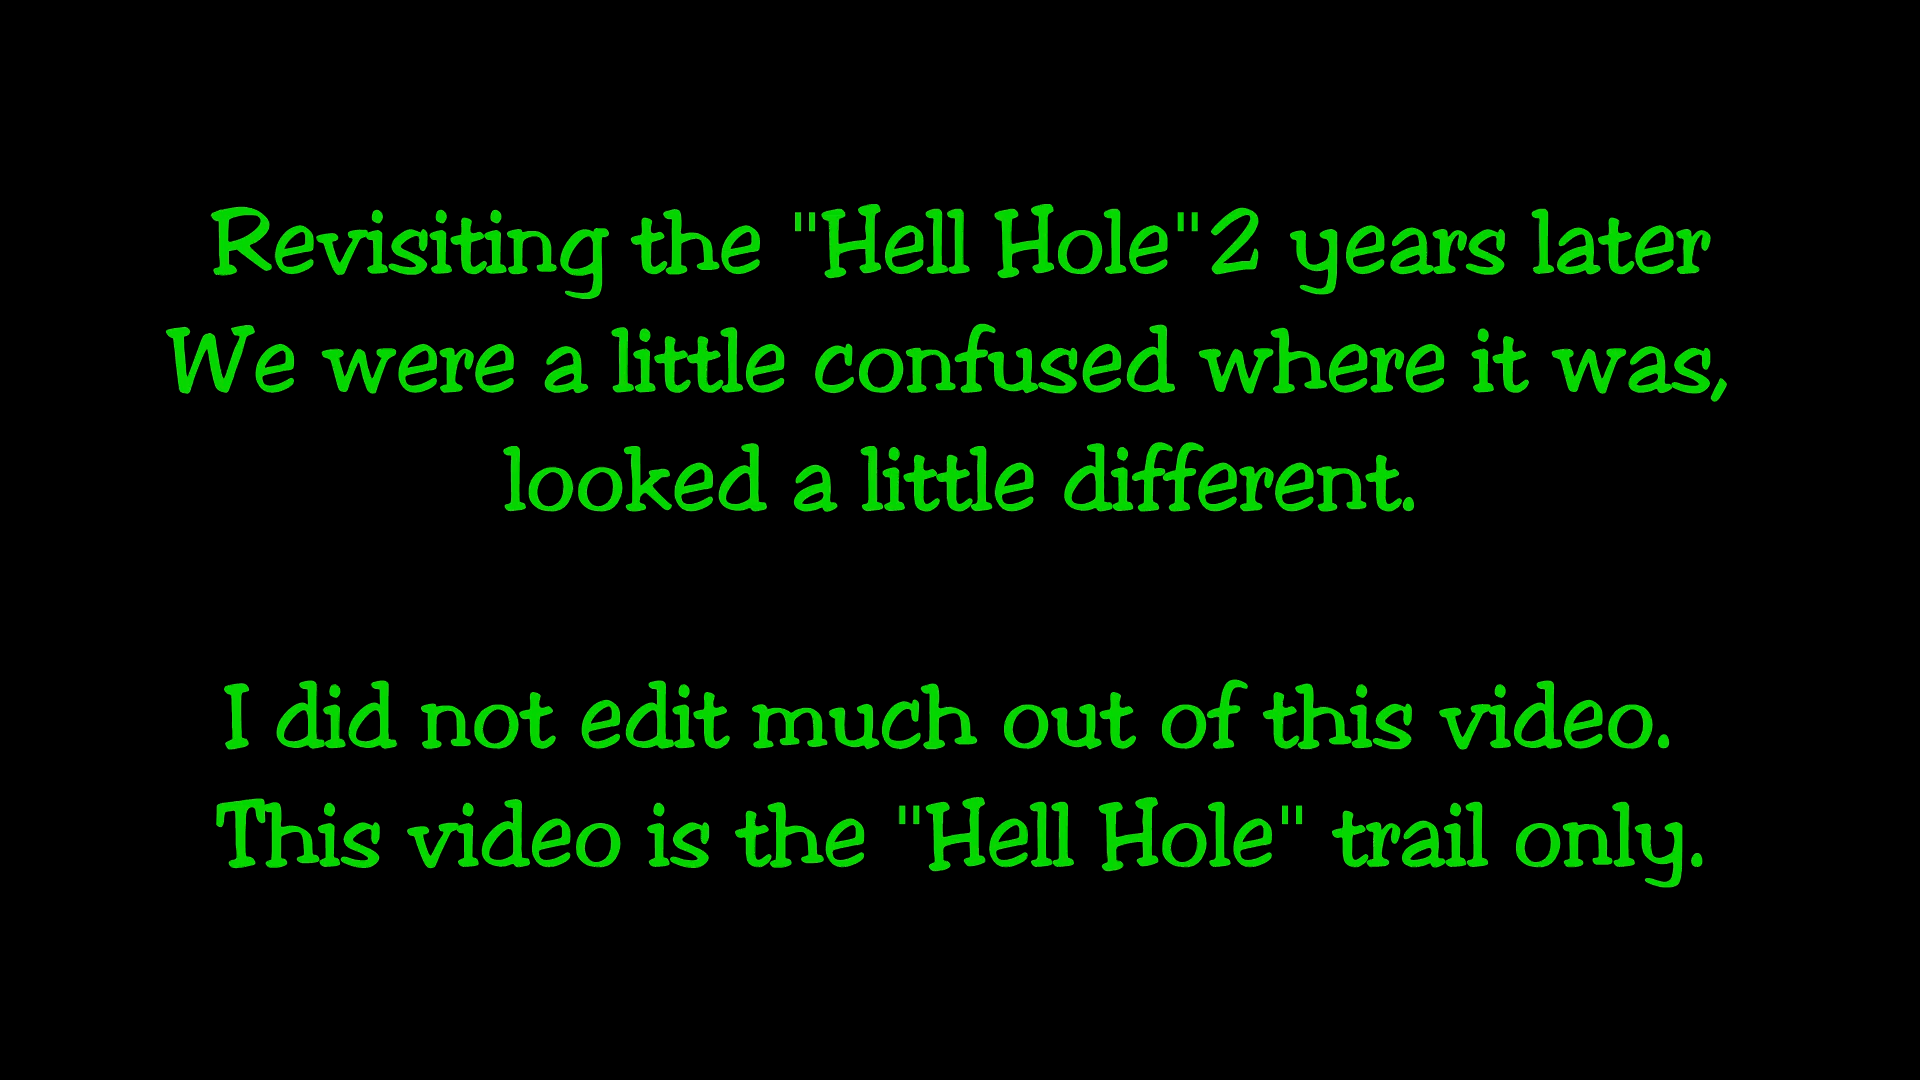 Revisiting the "Hell Hole"2 years later
We were a little confused where it was,
looked a little different.
I did not edit much out of this video.
This video is the "Hell Hole" trail only.